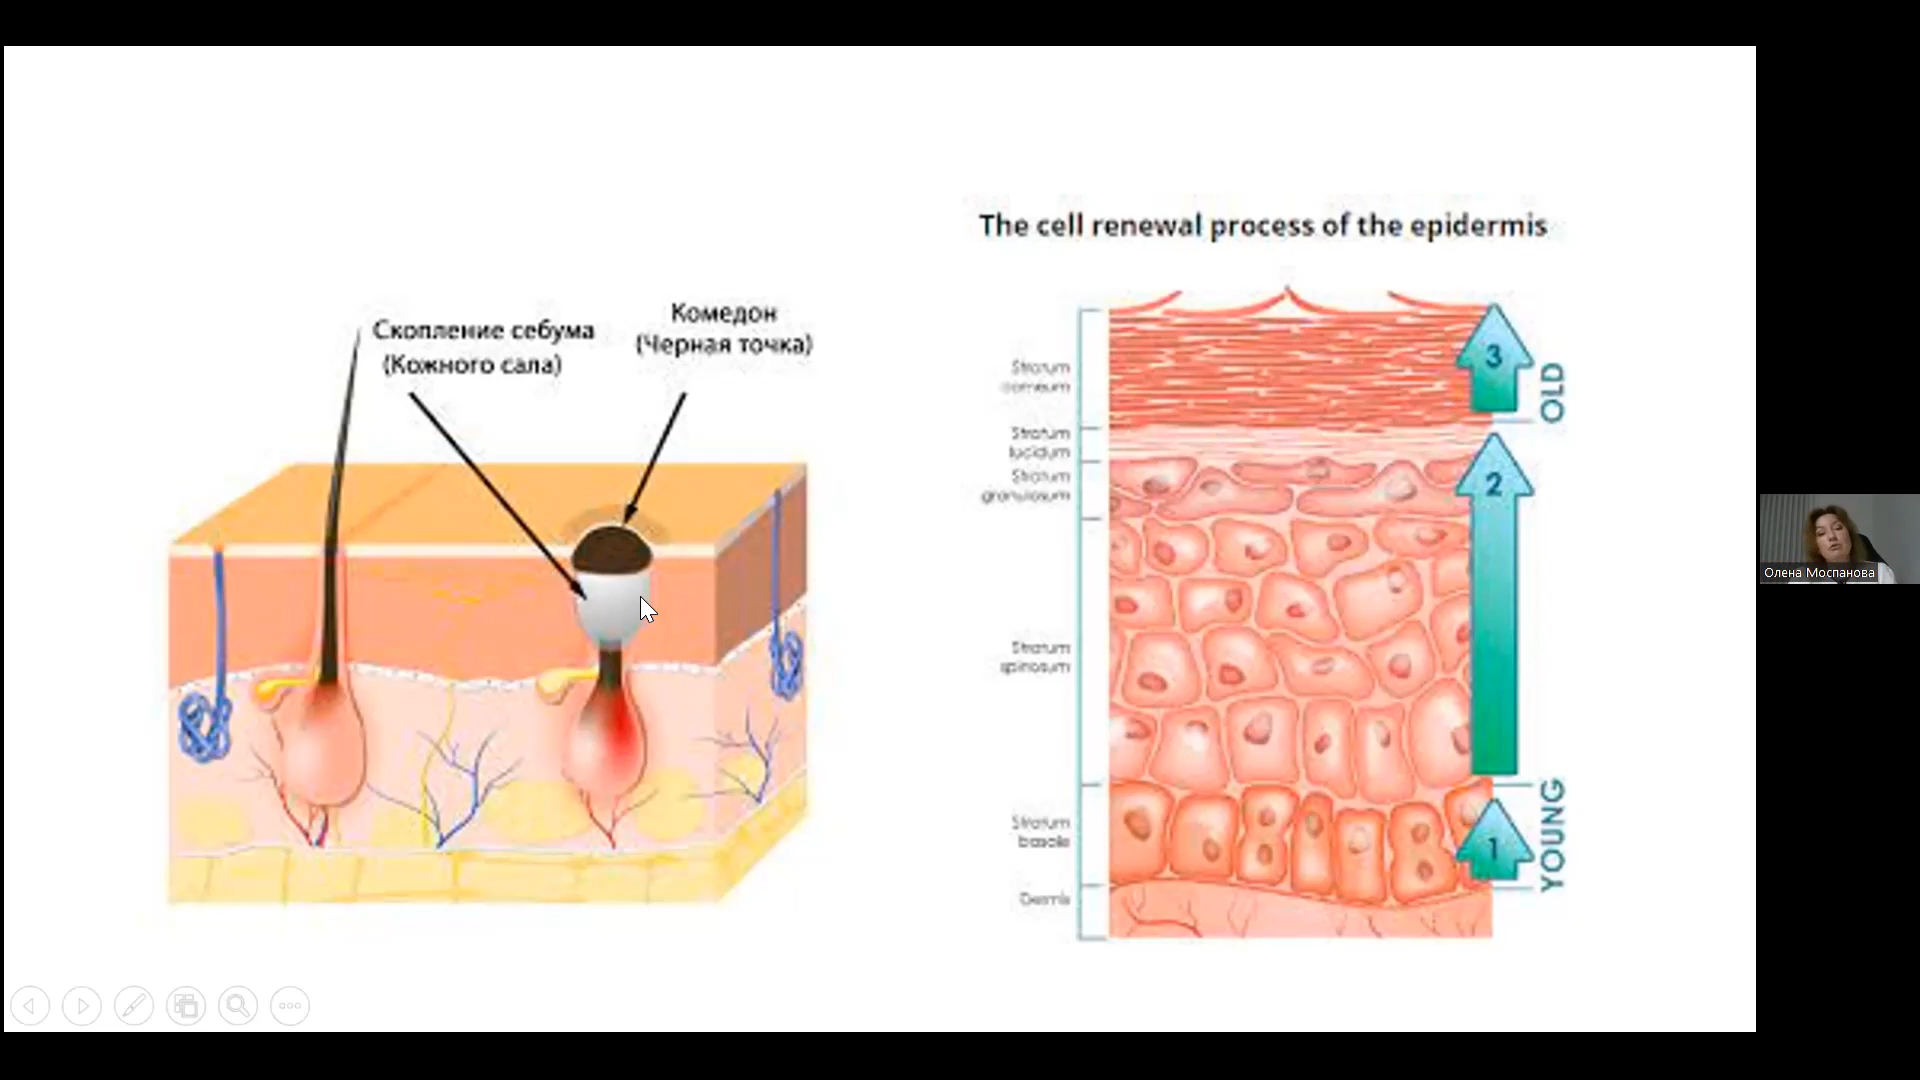 The cell renewal process of the epidermis
Скопление себума
(Кожного сала)
Комедон
(Черная точка)
Stratum
corneum
Stratum
lucidum
Stratum
granulosum
Stratum
spinosum
Stratum
basale
Dermis
3
OLD
2
1
YOUNG
Олена Моспанова